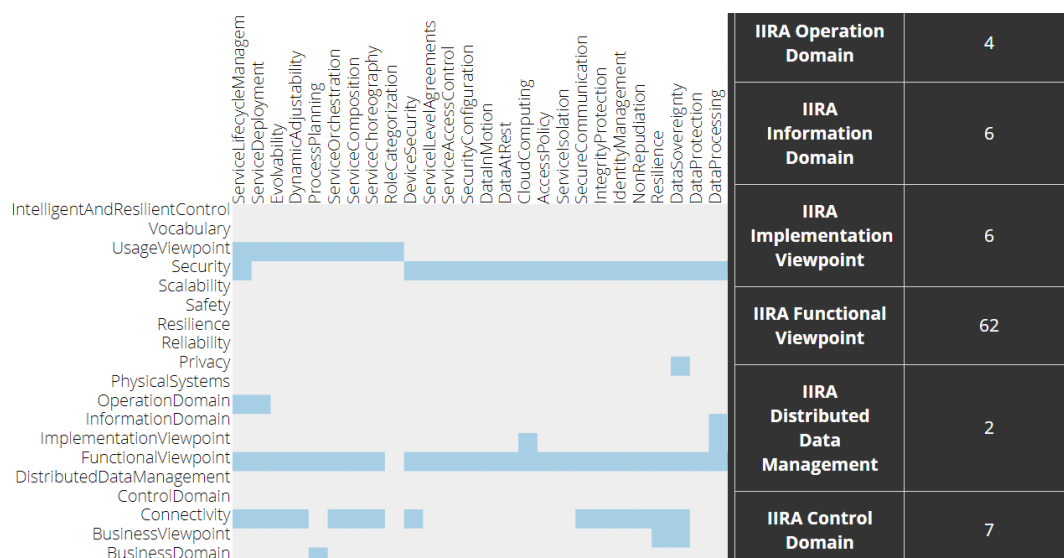 ServiceLifecycleManagem
ServiceDeployment
Evolvability
DynamicAdjustability
ProcessPlanning
ServiceOrchestration
ServiceComposition
ServiceChoreography
RoleCategorization
DeviceSecurity
ServicelLevelAgreements
ServiceAccessControl
SecurityConfiguration
DataInMotion
DataAtRest
CloudComputing
AccessPolicy
ServiceIsolation
SecureCommunication
IntegrityProtection
IdentityManagement
NonRepudiation
Resilience
DataSovereignty
DataProtection
DataProcessing
IntelligentAndResilientControl
Vocabulary
UsageViewpoint
Security
Scalability
Safety
Resilience
Reliability
Privacy
PhysicalSystems
OperationDomain
InformationDomain
ImplementationViewpoint
FunctionalViewpoint
DistributedDataManagement
ControlDomain
Connectivity
BusinessViewpoint
BusinessDomain
IIRA Operation
Domain
4
IIRA
Information
Domain
6
IIRA
Implementation
Viewpoint
6
IIRA Functional
Viewpoint
62
IIRA
Distributed
Data
Management
2
IIRA Control
Domain
7